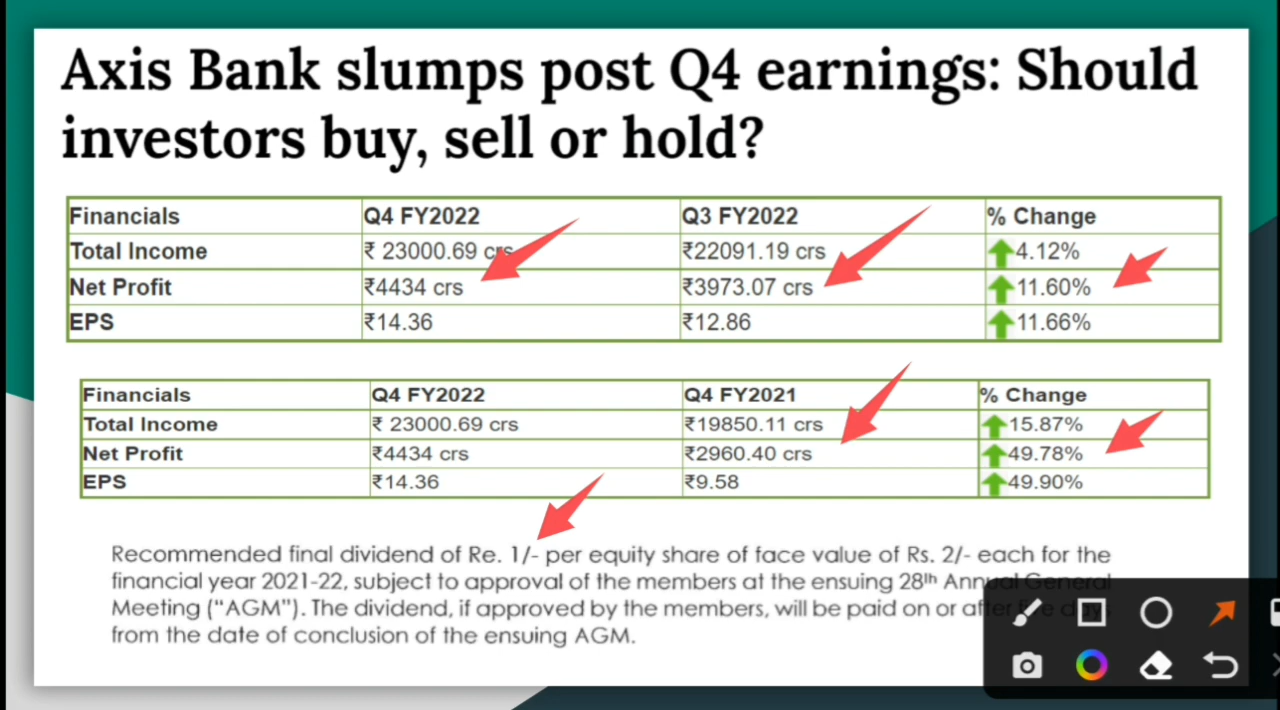 Axis Bank slumps post Q4 earnings: Should
investors buy, sell or hold?
Financials Q4 FY2022 Q3 FY2022 % Change
Total Income ₹ 23000.69 crs ₹22091.19 crs 4.12%
Net Profit ₹4434 crs ₹3973.07 crs 11.60%
EPS ₹14.36 ₹12.86 11.66%
Financials Q4 FY2022 Q4 FY2021 % Change
Total Income ₹ 23000.69 crs ₹19850.11 crs 15.87%
Net Profit ₹4434 crs ₹2960.40 crs 49.78%
EPS ₹14.36 ₹9.58 49.90%
Recommended final dividend of Re. 1/- per equity share of face value of Rs. 2/- each for the
financial year 2021-22, subject to approval of the members at the ensuing 28th Annual General
Meeting ("AGM"). The dividend, if approved by the members, will be paid on or after five days
from the date of conclusion of the ensuing AGM.